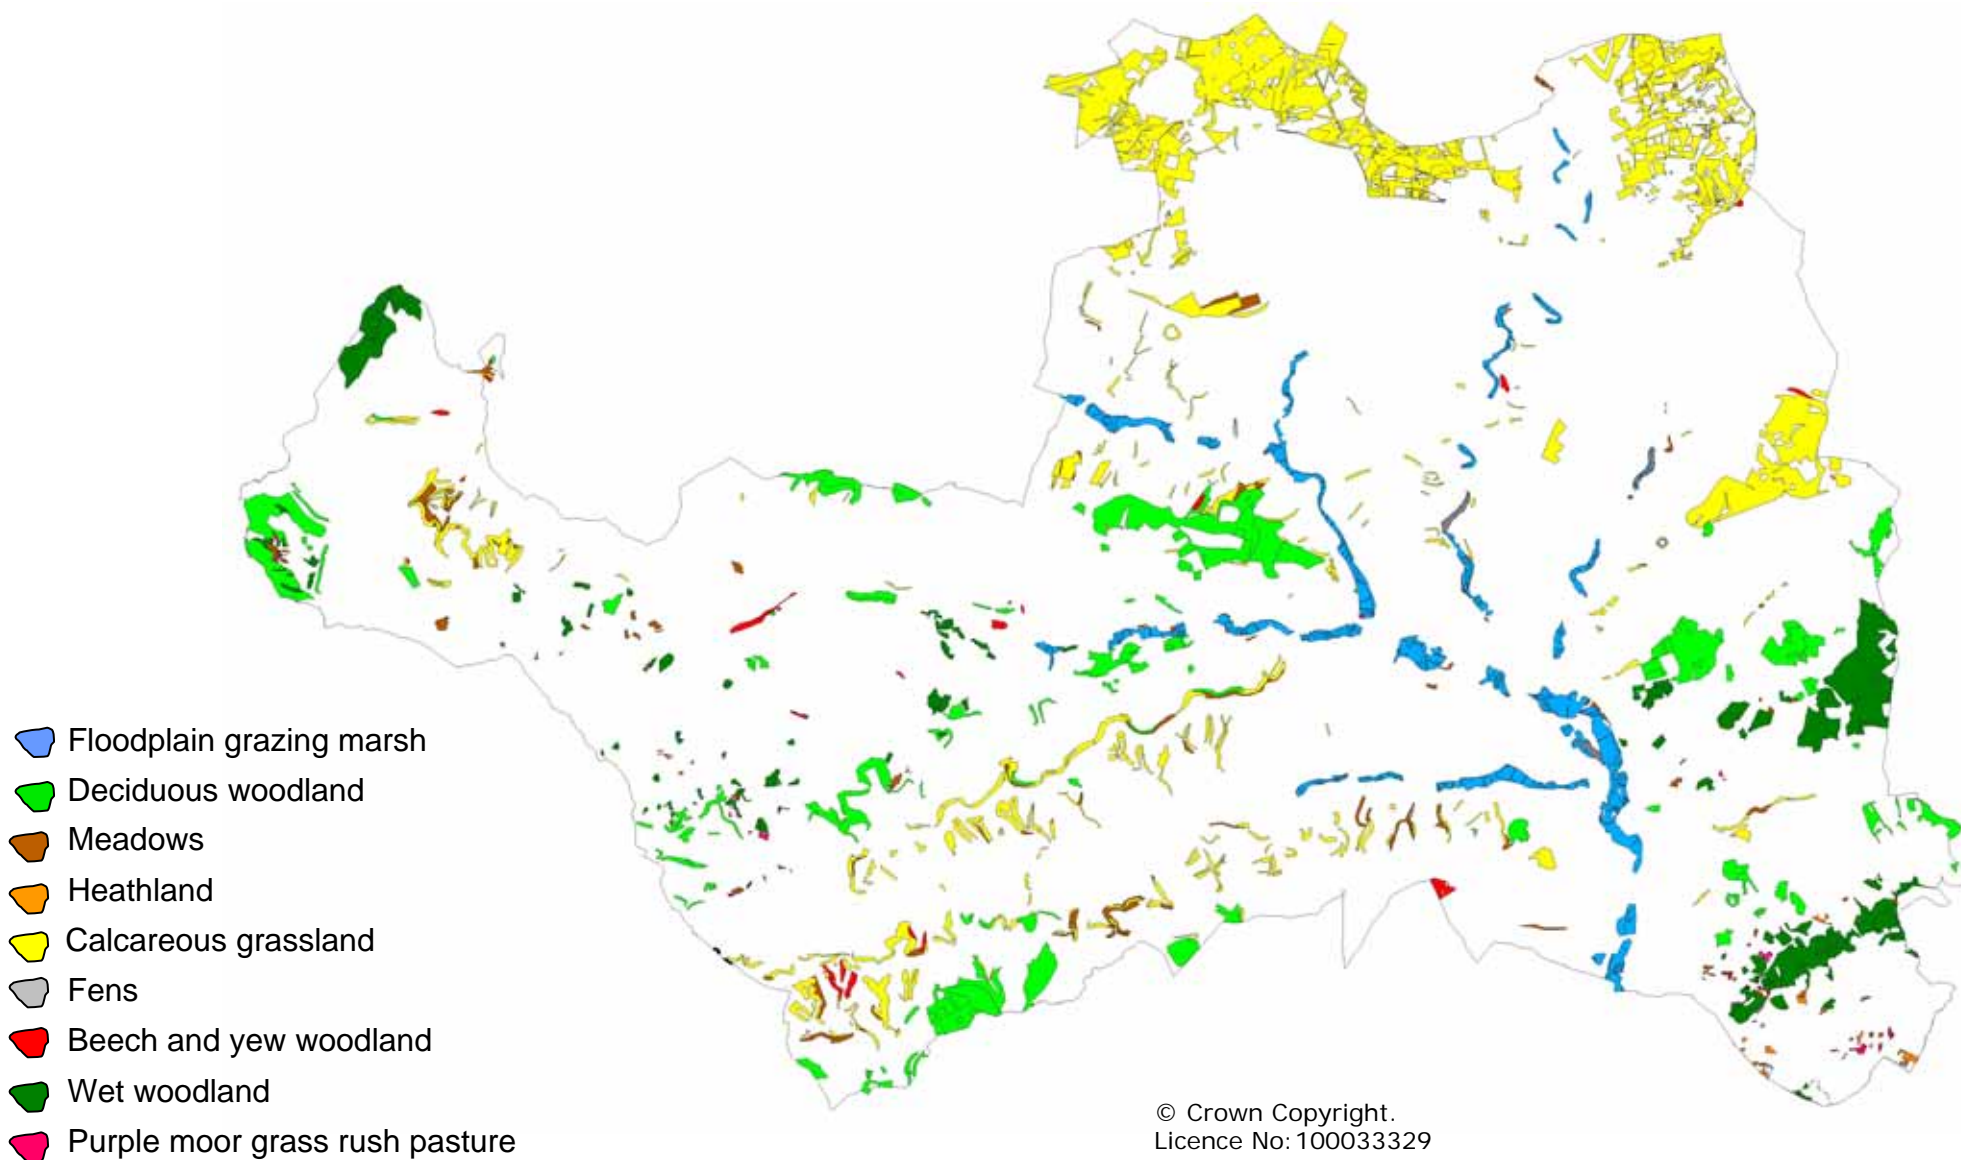 Floodplain grazing marsh
Deciduous woodland
Meadows
Heathland
Calcareous grassland
Fens
Beech and yew woodland
Wet woodland
Purple moor grass rush pasture
© Crown Copyright.
Licence No: 100033329